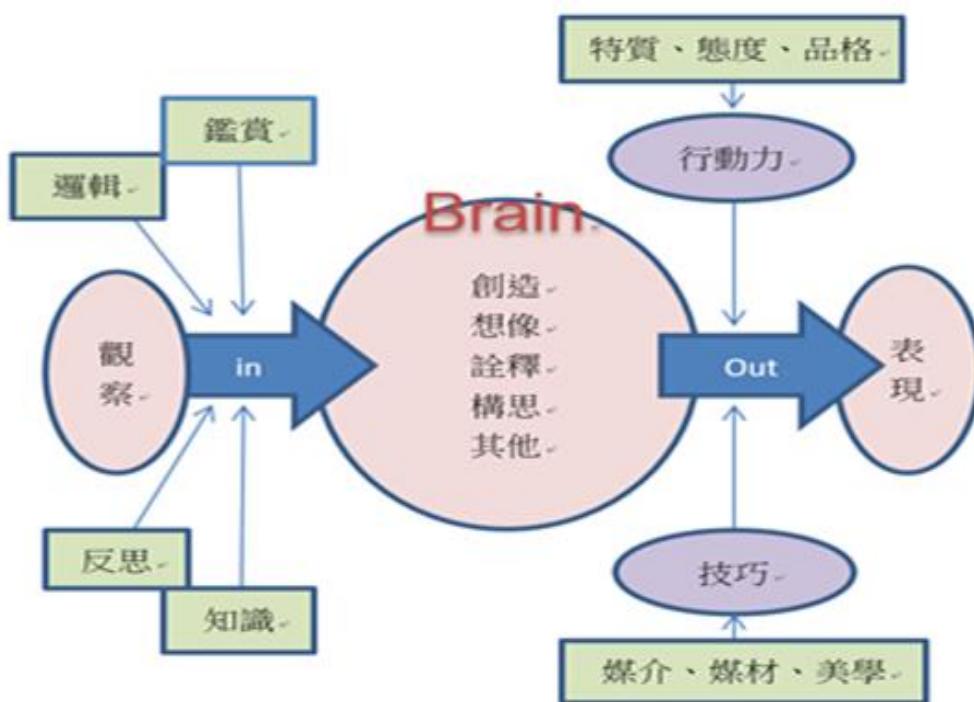 特質、態度、品格
鑑賞
邏輯
行動力
Brain
觀
察
in
創造
想像
詮釋
構思
其他
Out
表
現
反思
知識
技巧
媒介、媒材、美學